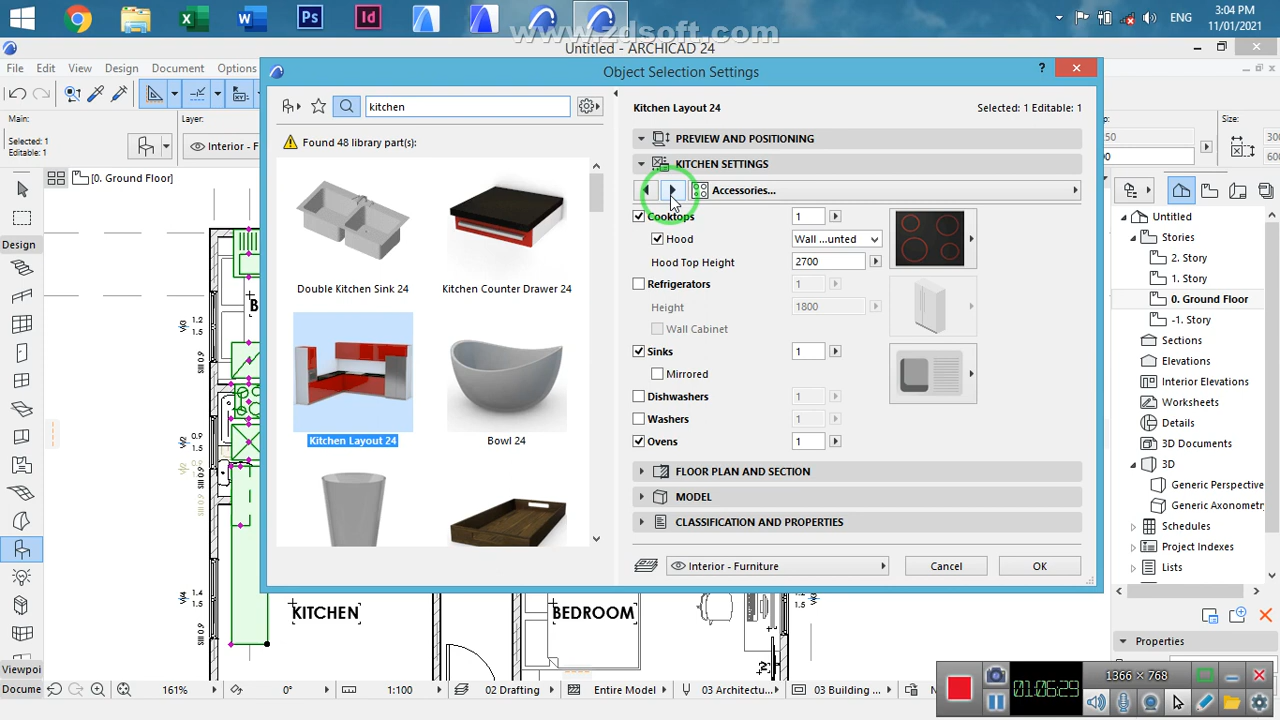 www.zdsoft.com
ENG
3:04 PM
11/01/2021
Untitled - ARCHICAD 24
File Edit View Design Document Options
Object Selection Settings
Main:
Selected: 1
Editable: 1
Layer:
Interior - F
Size:
kitchen
Found 48 library part(s):
Double Kitchen Sink 24
Kitchen Counter Drawer 24
Kitchen Layout 24
Bowl 24
Kitchen Layout 24
Selected: 1 Editable: 1
PREVIEW AND POSITIONING
KITCHEN SETTINGS
Accessories...
Cooktops 1
Hood Wall ...unted
Hood Top Height 2700
Refrigerators 1
Height 1800
Wall Cabinet
Sinks 1
Mirrored
Dishwashers 1
Washers 1
Ovens 1
FLOOR PLAN AND SECTION
MODEL
CLASSIFICATION AND PROPERTIES
Interior - Furniture
Cancel
OK
[0. Ground Floor]
Design
Viewpoi
Docume
KITCHEN
BEDROOM
Untitled
Stories
2. Story
1. Story
0. Ground Floor
-1. Story
Sections
Elevations
Interior Elevations
Worksheets
Details
3D Documents
3D
Generic Perspective
Generic Axonometr
Schedules
Project Indexes
Lists
Properties
161%
0°
1:100
02 Drafting
Entire Model
03 Architectu...
03 Building ...
1366 × 768
01:06:29